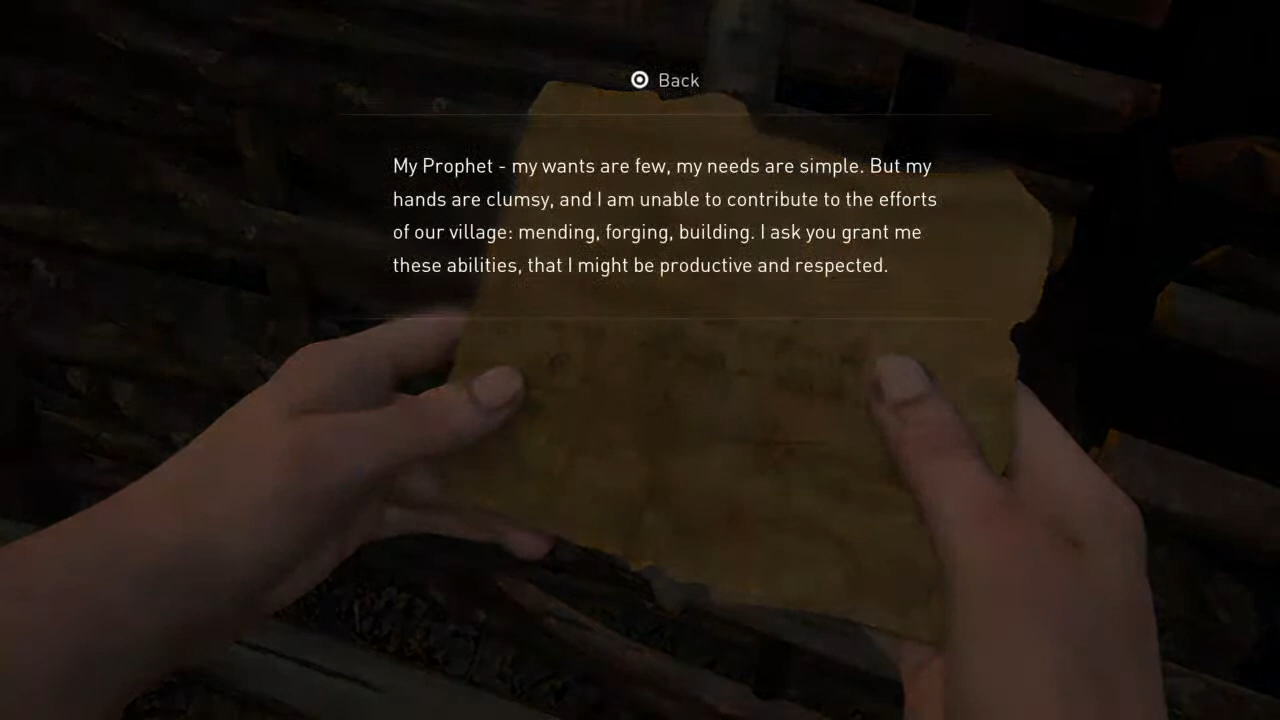 Back
My Prophet - my wants are few, my needs are simple. But my
hands are clumsy, and I am unable to contribute to the efforts
of our village: mending, forging, building. I ask you grant me
these abilities, that I might be productive and respected.